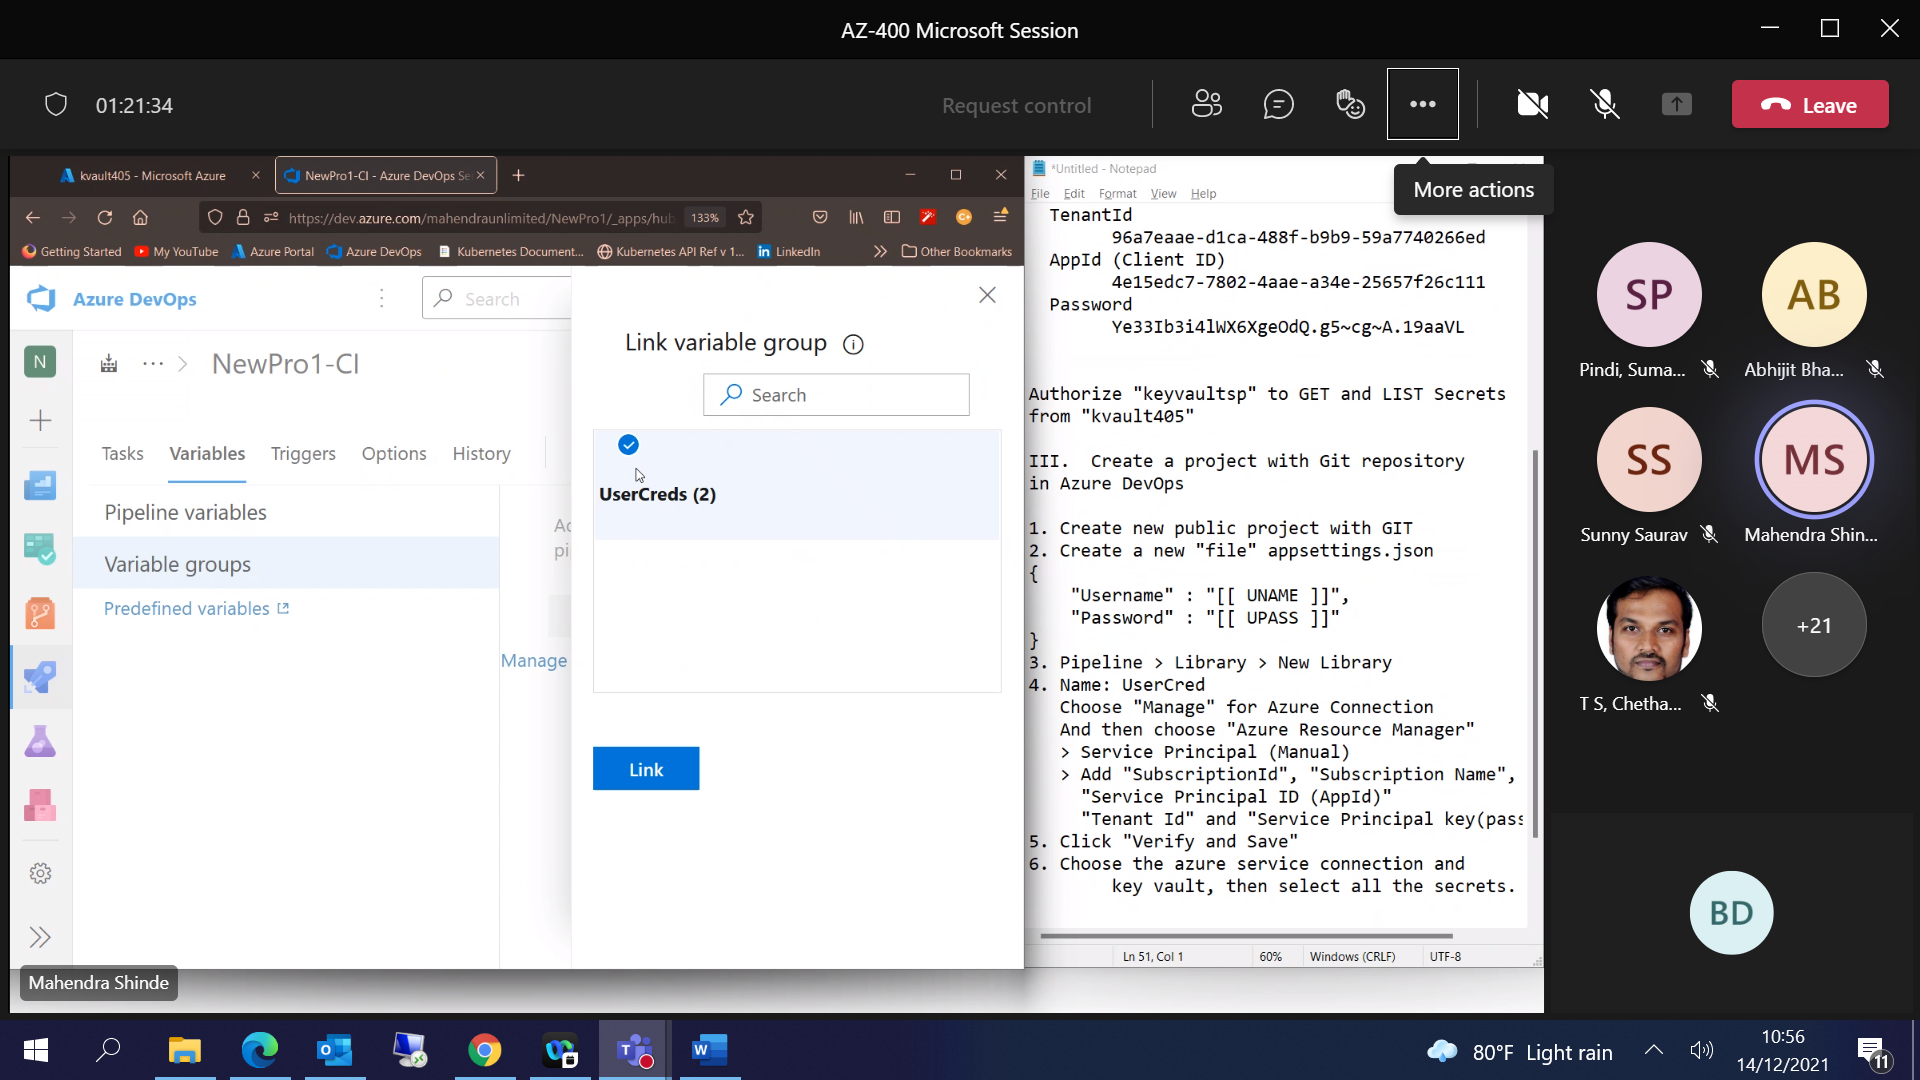 AZ-400 Microsoft Session
01:21:34
Request control
Leave
More actions
kvault405 - Microsoft Azure
NewPro1-CI - Azure DevOps Se
https://dev.azure.com/mahendraunlimited/NewPro1/_apps/hub
133%
Getting Started
My YouTube
Azure Portal
Azure DevOps
Kubernetes Document...
Kubernetes API Ref v 1...
LinkedIn
Other Bookmarks
Azure DevOps
Search
N
NewPro1-CI
Tasks
Variables
Triggers
Options
History
Pipeline variables
Variable groups
Predefined variables
Manage
Link variable group
Search
UserCreds (2)
Link
Mahendra Shinde
*Untitled - Notepad
File Edit Format View Help
TenantId
96a7eaae-d1ca-488f-b9b9-59a7740266ed
AppId (Client ID)
4e15edc7-7802-4aae-a34e-25657f26c111
Password
Ye33Ib3i4lWX6XgeOdQ.g5~cg~A.19aaVL
Authorize "keyvaultsp" to GET and LIST Secrets
from "kvault405"
III. Create a project with Git repository
in Azure DevOps
1. Create new public project with GIT
2. Create a new "file" appsettings.json
{
"Username" : "[[ UNAME ]]",
"Password" : "[[ UPASS ]]"
}
3. Pipeline > Library > New Library
4. Name: UserCred
Choose "Manage" for Azure Connection
And then choose "Azure Resource Manager"
> Service Principal (Manual)
> Add "SubscriptionId", "Subscription Name",
"Service Principal ID (AppId)"
"Tenant Id" and "Service Principal key(pass
5. Click "Verify and Save"
6. Choose the azure service connection and
key vault, then select all the secrets.
Ln 51, Col 1
60%
Windows (CRLF)
UTF-8
SP
Pindi, Suma...
AB
Abhijit Bha...
SS
Sunny Saurav
MS
Mahendra Shin...
T S, Chetha...
+21
BD
80°F Light rain
10:56
14/12/2021
11